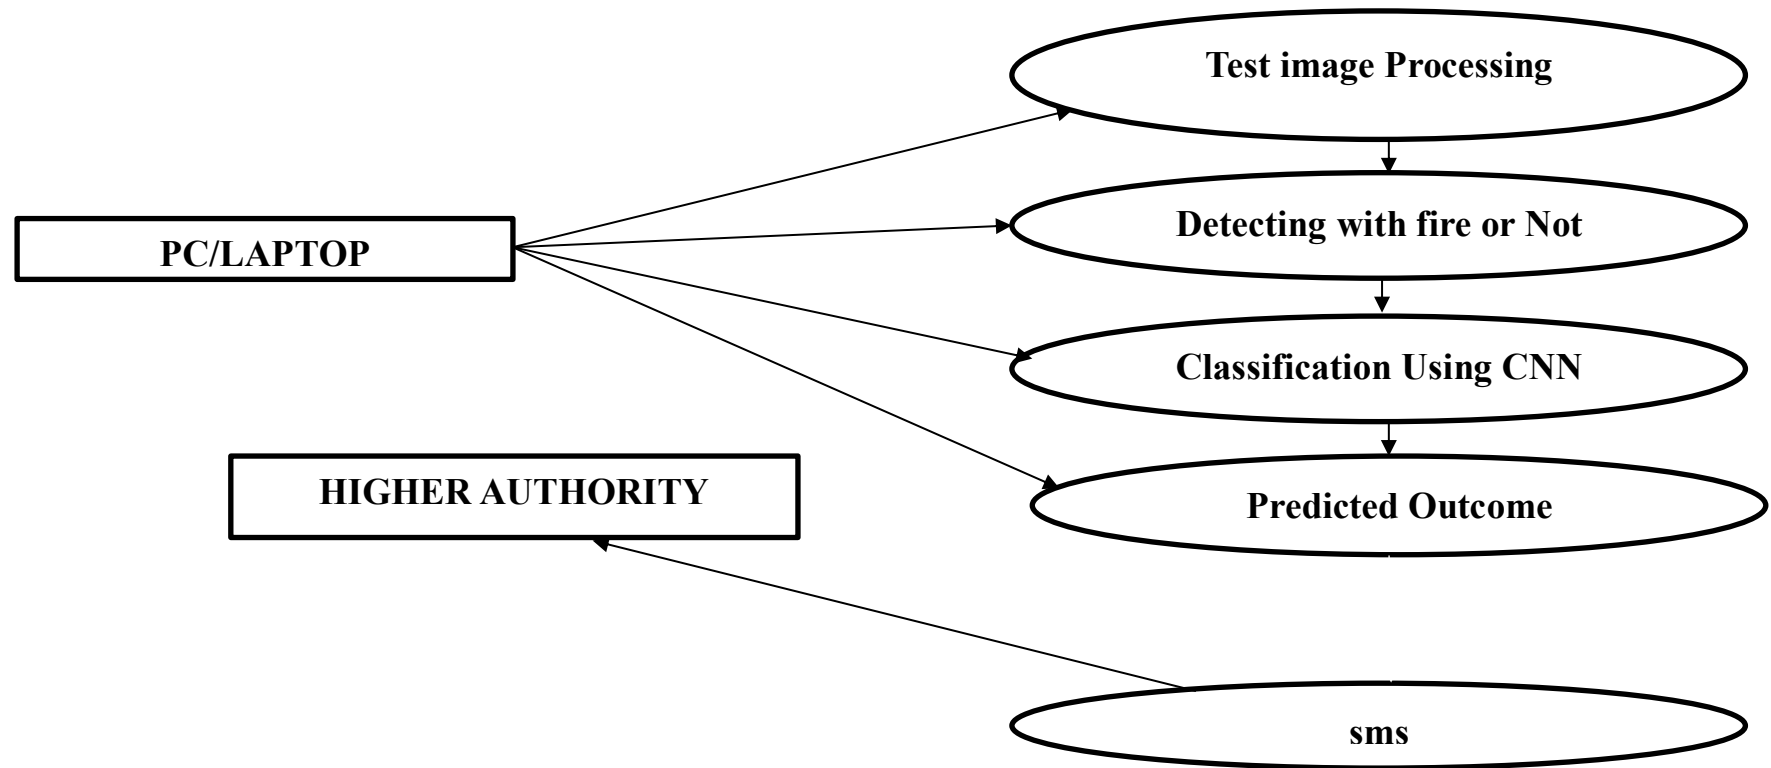 Test image Processing
Detecting with fire or Not
PC/LAPTOP
Classification Using CNN
HIGHER AUTHORITY
Predicted Outcome
sms